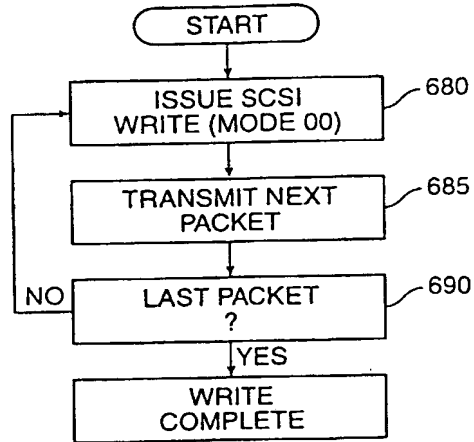 START
ISSUE SCSI
WRITE (MODE 00)
680
TRANSMIT NEXT
PACKET
685
LAST PACKET
?
690
NO
YES
WRITE
COMPLETE